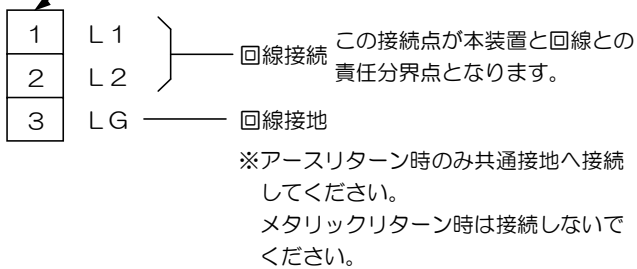 1 L1
2 L2
回線接続
この接続点が本装置と回線との
責任分界点となります。
3 LG 回線接地
※アースリターン時のみ共通接地へ接続
してください。
メタリックリターン時は接続しないで
ください。